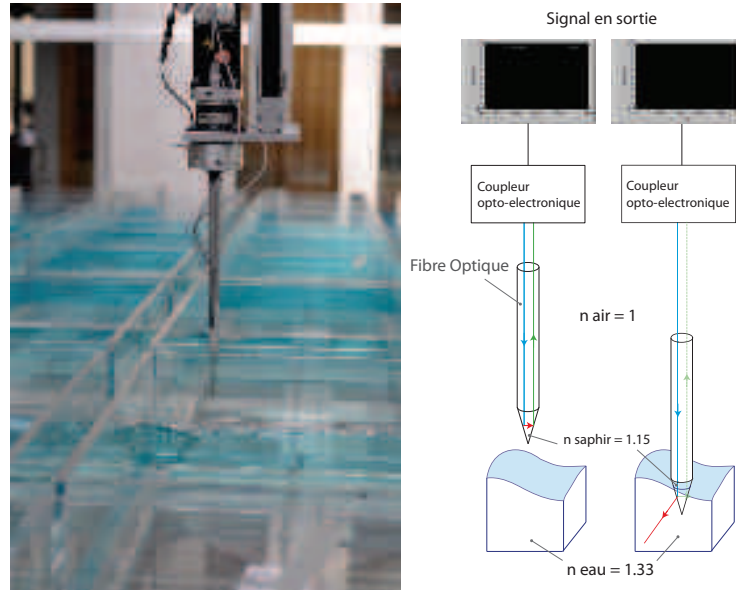 Signal en sortie
Coupleur
opto-electronique
Coupleur
opto-electronique
Fibre Optique
n air = 1
n saphir = 1.15
n eau = 1.33